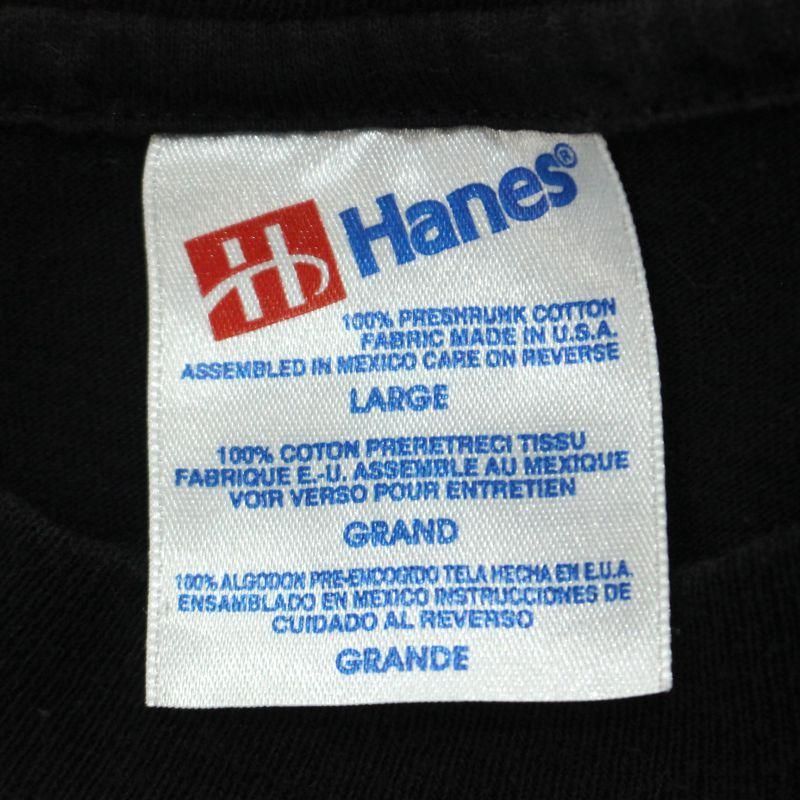 H Hanes®
100% PRESHRUNK COTTON
FABRIC MADE IN U.S.A.
ASSEMBLED IN MEXICO CARE ON REVERSE
LARGE
100% COTON PRERETRECI TISSU
FABRIQUE E.-U. ASSEMBLE AU MEXIQUE
VOIR VERSO POUR ENTRETIEN
GRAND
100% ALGODON PRE-ENCOGIDO TELA HECHA EN E.U.A.
ENSAMBLADO EN MEXICO INSTRUCCIONES DE
CUIDADO AL REVERSO
GRANDE